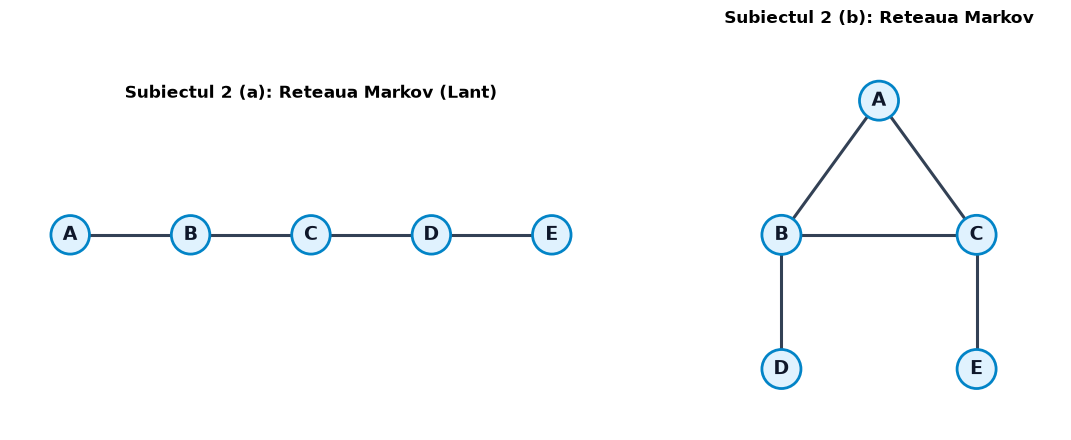 Subiectul 2 (a): Reteaua Markov (Lant)
A B C D E
Subiectul 2 (b): Reteaua Markov
A
B C
D E